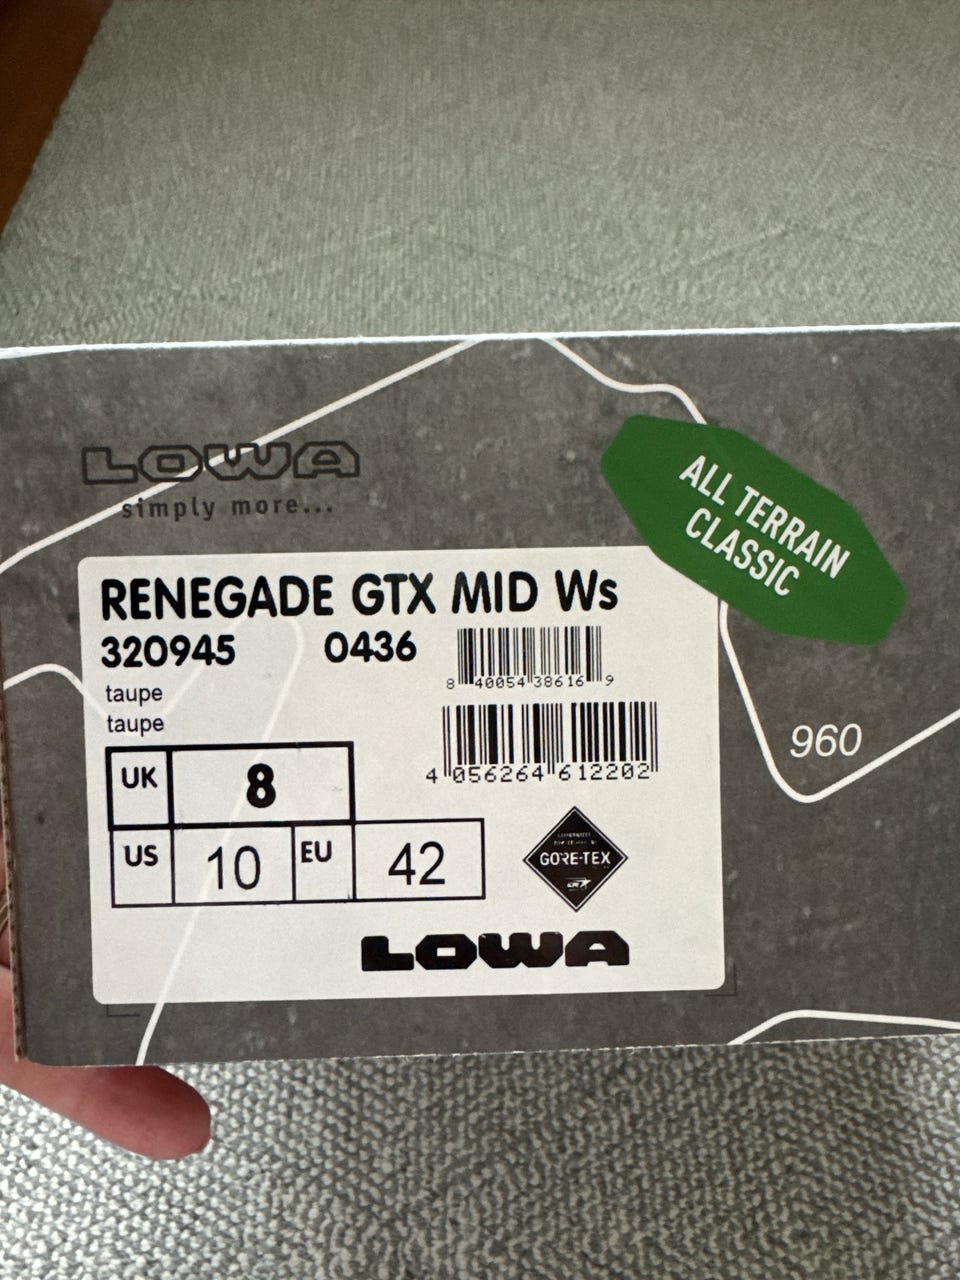 LOWA
simply more...
ALL TERRAIN
CLASSIC
RENEGADE GTX MID Ws
320945 0436
8 40054 38616 9
taupe
taupe
4 056264 612202
960
UK 8
US 10 EU 42
GORE-TEX
LOWA